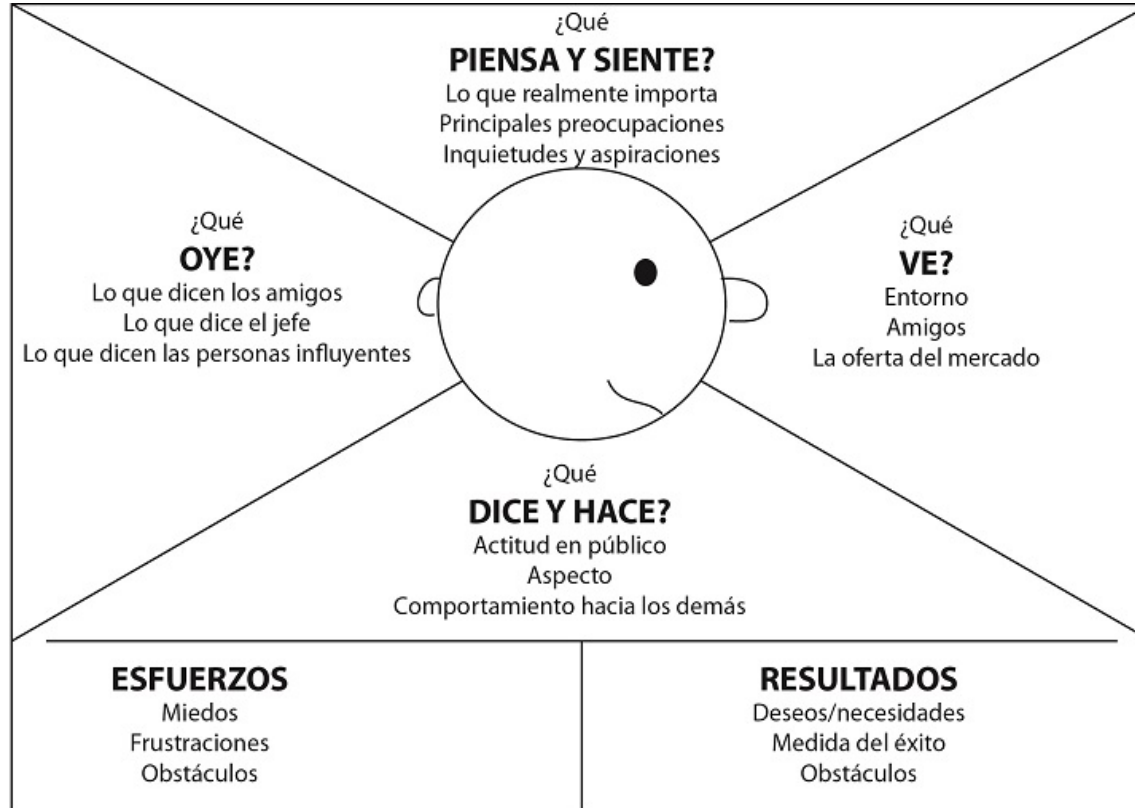 ¿Qué
PIENSA Y SIENTE?
Lo que realmente importa
Principales preocupaciones
Inquietudes y aspiraciones
¿Qué
OYE?
Lo que dicen los amigos
Lo que dice el jefe
Lo que dicen las personas influyentes
¿Qué
VE?
Entorno
Amigos
La oferta del mercado
¿Qué
DICE Y HACE?
Actitud en público
Aspecto
Comportamiento hacia los demás
ESFUERZOS
Miedos
Frustraciones
Obstáculos
RESULTADOS
Deseos/necesidades
Medida del éxito
Obstáculos